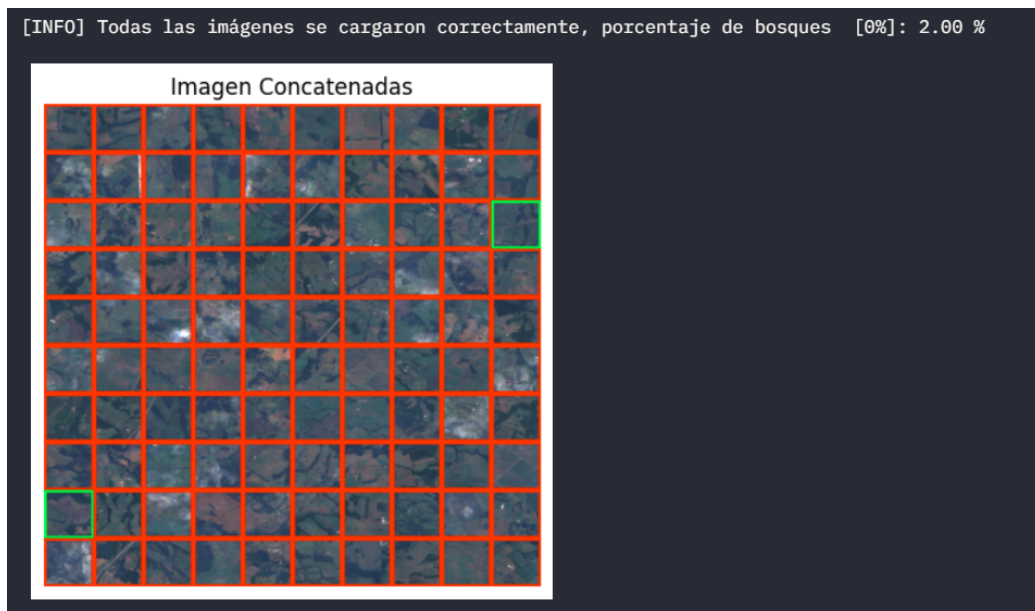 [INFO] Todas las imágenes se cargaron correctamente, porcentaje de bosques  [0%]: 2.00 %
Imagen Concatenadas